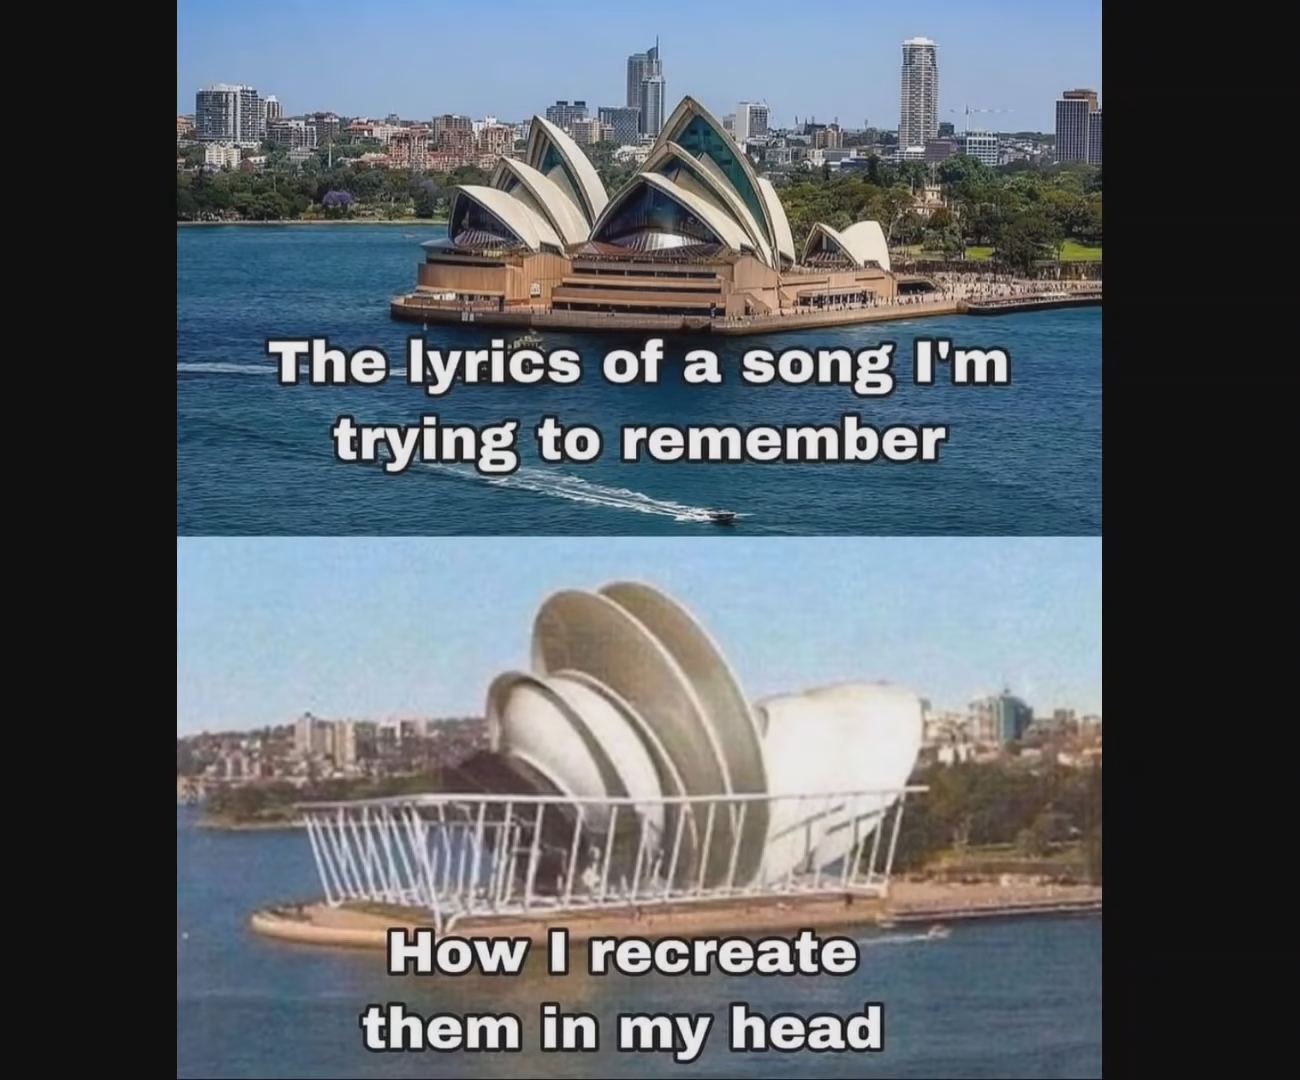 The lyrics of a song I'm
trying to remember
How I recreate
them in my head